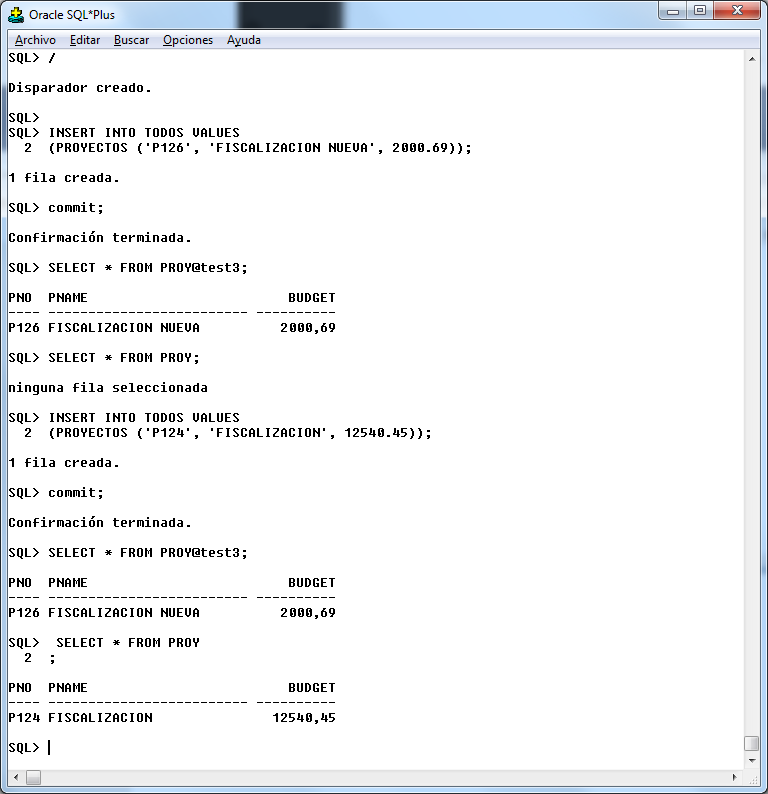 Oracle SQL*Plus
Archivo Editar Buscar Opciones Ayuda
SQL> /
Disparador creado.
SQL>
SQL> INSERT INTO TODOS VALUES
2 (PROYECTOS ('P126', 'FISCALIZACION NUEVA', 2000.69));
1 fila creada.
SQL> commit;
Confirmación terminada.
SQL> SELECT * FROM PROY@test3;
PNO PNAME BUDGET
---- ------------------------- ----------
P126 FISCALIZACION NUEVA 2000,69
SQL> SELECT * FROM PROY;
ninguna fila seleccionada
SQL> INSERT INTO TODOS VALUES
2 (PROYECTOS ('P124', 'FISCALIZACION', 12540.45));
1 fila creada.
SQL> commit;
Confirmación terminada.
SQL> SELECT * FROM PROY@test3;
PNO PNAME BUDGET
---- ------------------------- ----------
P126 FISCALIZACION NUEVA 2000,69
SQL> SELECT * FROM PROY
2 ;
PNO PNAME BUDGET
---- ------------------------- ----------
P124 FISCALIZACION 12540,45
SQL>